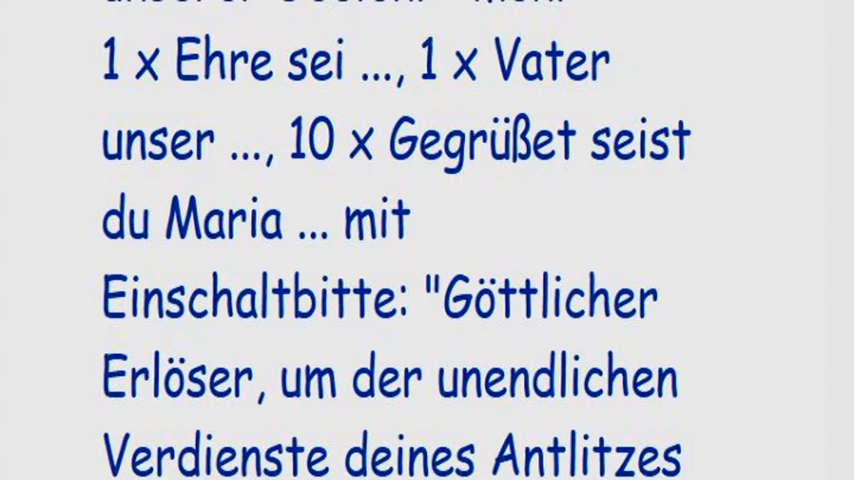 1 x Ehre sei ..., 1 x Vater
unser ..., 10 x Gegrüßet seist
du Maria ... mit
Einschaltbitte: "Göttlicher
Erlöser, um der unendlichen
Verdienste deines Antlitzes